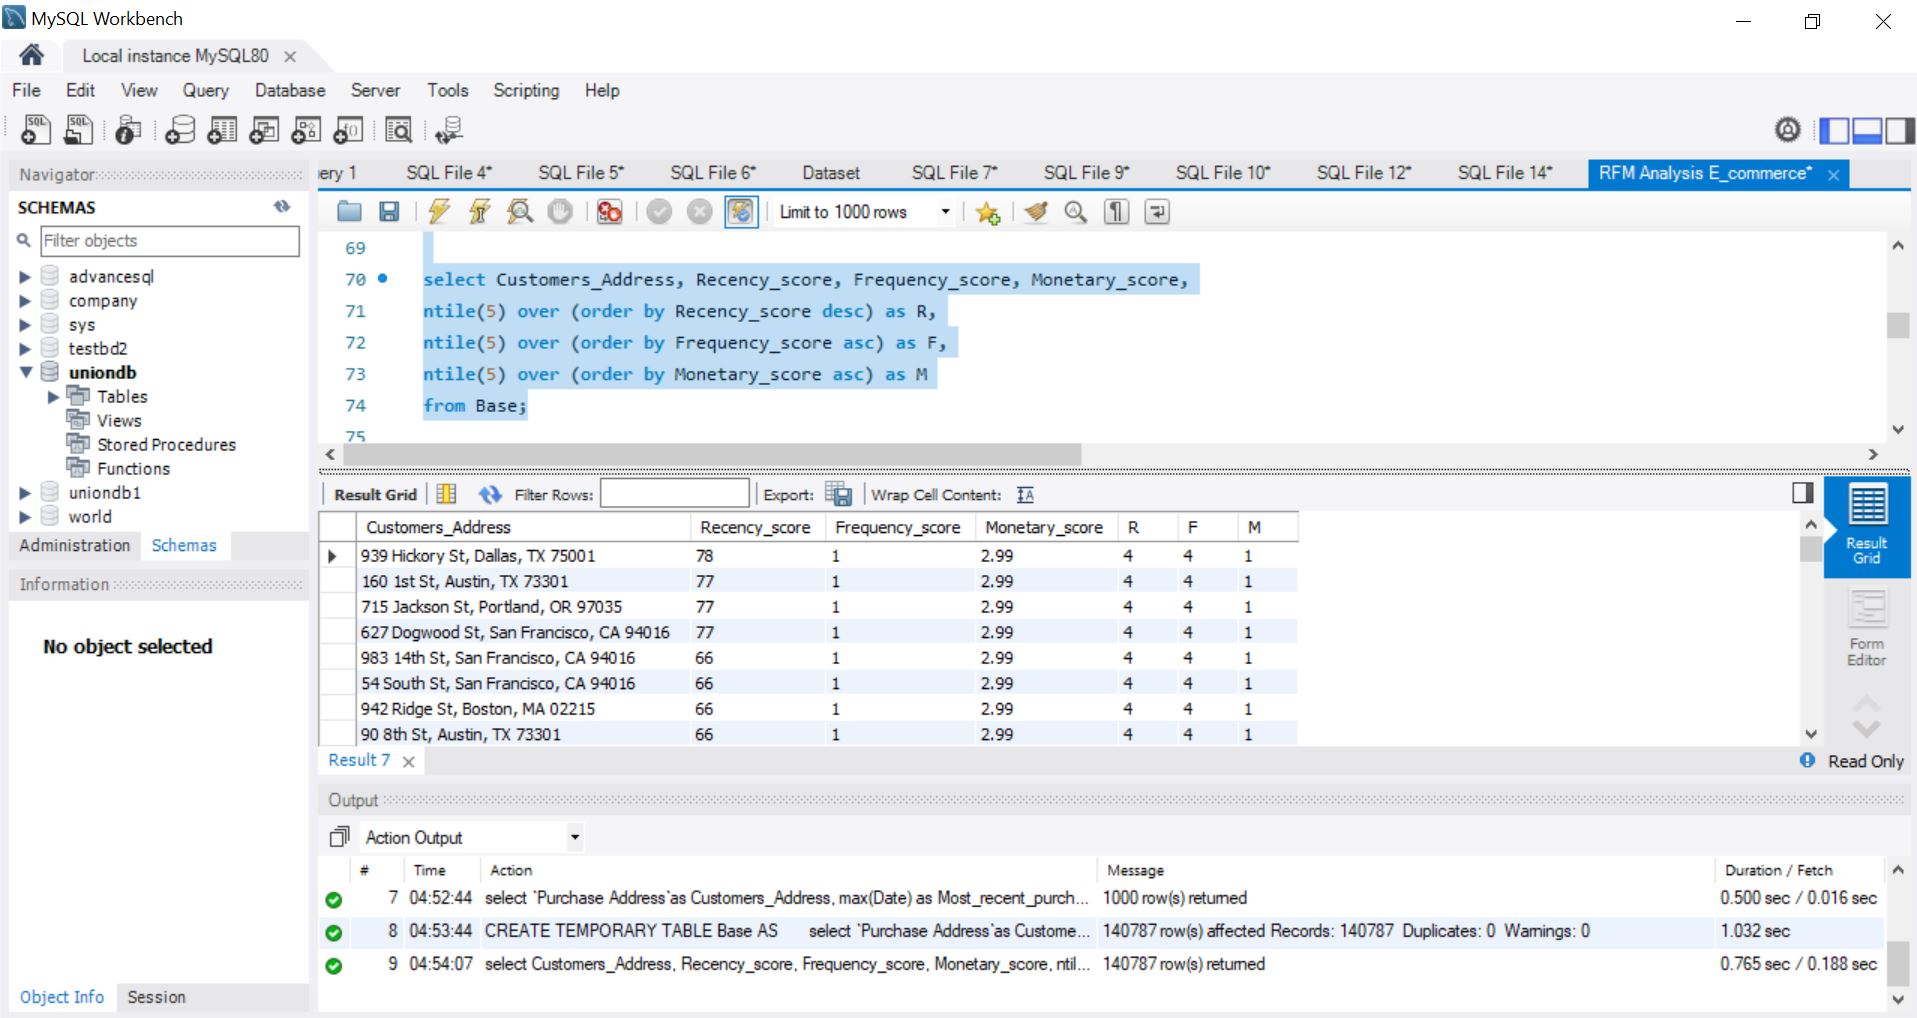 MySQL Workbench
Local instance MySQL80
File Edit View Query Database Server Tools Scripting Help
Navigator
SCHEMAS
Filter objects
advancesql
company
sys
testbd2
uniondb
Tables
Views
Stored Procedures
Functions
uniondb1
world
Administration Schemas
Information
No object selected
Object Info Session
ery 1 SQL File 4* SQL File 5* SQL File 6* Dataset SQL File 7* SQL File 9* SQL File 10* SQL File 12* SQL File 14* RFM Analysis E_commerce*
Limit to 1000 rows
69
70 select Customers_Address, Recency_score, Frequency_score, Monetary_score,
71 ntile(5) over (order by Recency_score desc) as R,
72 ntile(5) over (order by Frequency_score asc) as F,
73 ntile(5) over (order by Monetary_score asc) as M
74 from Base;
75
Result Grid Filter Rows: Export: Wrap Cell Content:
Customers_Address Recency_score Frequency_score Monetary_score R F M
939 Hickory St, Dallas, TX 75001 78 1 2.99 4 4 1
160 1st St, Austin, TX 73301 77 1 2.99 4 4 1
715 Jackson St, Portland, OR 97035 77 1 2.99 4 4 1
627 Dogwood St, San Francisco, CA 94016 77 1 2.99 4 4 1
983 14th St, San Francisco, CA 94016 66 1 2.99 4 4 1
54 South St, San Francisco, CA 94016 66 1 2.99 4 4 1
942 Ridge St, Boston, MA 02215 66 1 2.99 4 4 1
90 8th St, Austin, TX 73301 66 1 2.99 4 4 1
Result Grid
Form Editor
Result 7
Read Only
Output
Action Output
# Time Action Message Duration / Fetch
7 04:52:44 select `Purchase Address`as Customers_Address, max(Date) as Most_recent_purch... 1000 row(s) returned 0.500 sec / 0.016 sec
8 04:53:44 CREATE TEMPORARY TABLE Base AS select `Purchase Address`as Custome... 140787 row(s) affected Records: 140787 Duplicates: 0 Warnings: 0 1.032 sec
9 04:54:07 select Customers_Address, Recency_score, Frequency_score, Monetary_score, ntil... 140787 row(s) returned 0.765 sec / 0.188 sec